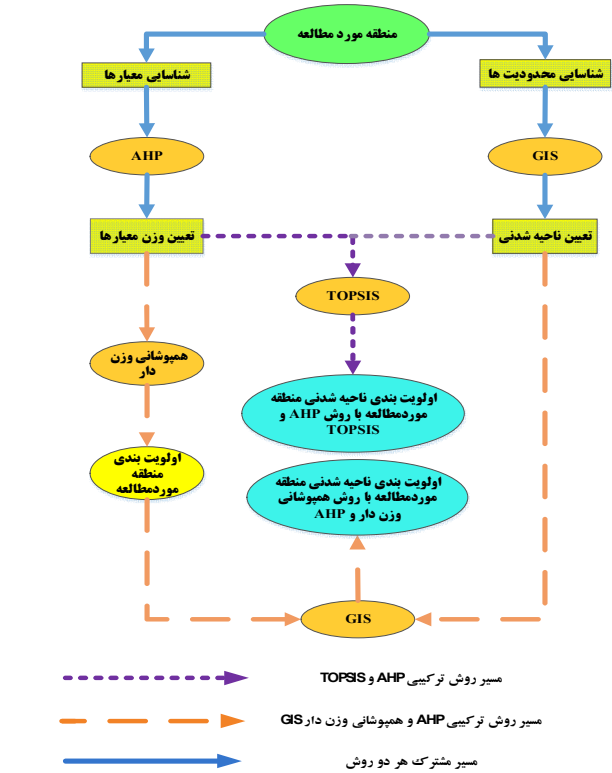 منطقه مورد مطالعه
شناسایی محدودیت ها
شناسایی معیارها
GIS
AHP
تعیین ناحیه شدنی
تعیین وزن معیارها
TOPSIS
همپوشانی وزن
دار
اولویت بندی ناحیه شدنی منطقه
موردمطالعه با روش AHP و
TOPSIS
اولویت بندی
منطقه
موردمطالعه
اولویت بندی ناحیه شدنی منطقه
موردمطالعه با روش همپوشانی
وزن دار و AHP
GIS
مسیر روش ترکیبی AHP و TOPSIS
مسیر روش ترکیبی AHP و همپوشانی وزن دار GIS
مسیر مشترک هر دو روش